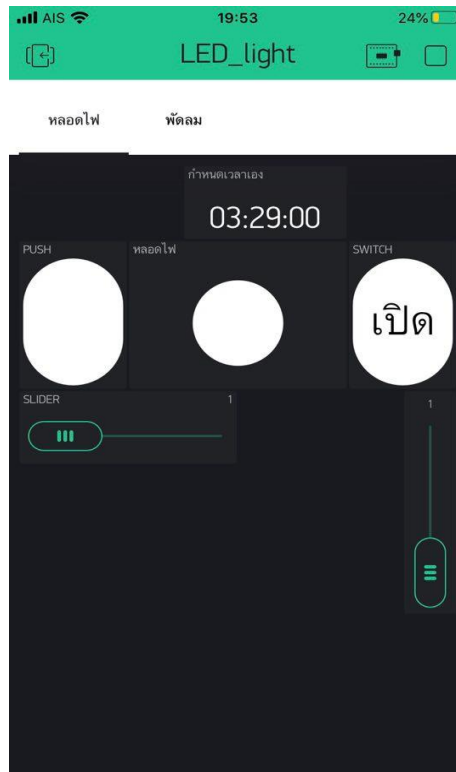 AIS 19:53 24%
LED_light
หลอดไฟ พัดลม
กำหนดเวลาเอง
03:29:00
PUSH หลอดไฟ SWITCH
เปิด
SLIDER 1 1